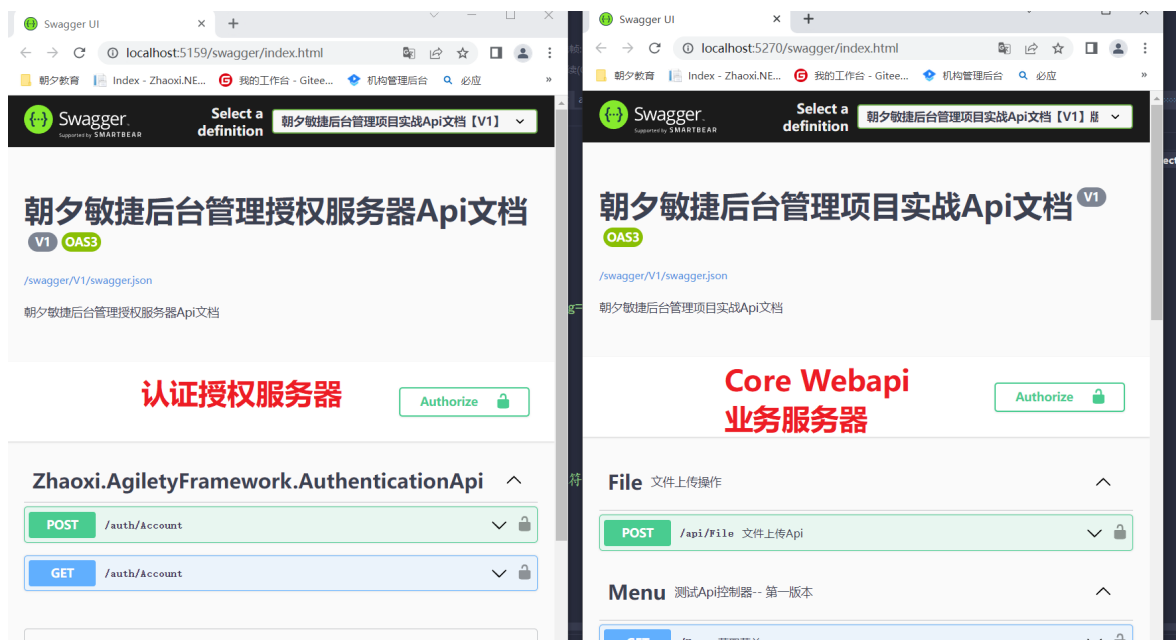 Swagger UI
localhost:5159/swagger/index.html
朝夕教育
Index - Zhaoxi.NE...
我的工作台 - Gitee...
机构管理后台
必应
Swagger
Supported by SMARTBEAR
Select a definition
朝夕敏捷后台管理项目实战Api文档【V1】
朝夕敏捷后台管理授权服务器Api文档
V1 OAS3
/swagger/V1/swagger.json
朝夕敏捷后台管理授权服务器Api文档
认证授权服务器
Authorize
Zhaoxi.AgiletyFramework.AuthenticationApi
POST /auth/Account
GET /auth/Account
Swagger UI
localhost:5270/swagger/index.html
朝夕教育
Index - Zhaoxi.NE...
我的工作台 - Gitee...
机构管理后台
必应
Swagger
Supported by SMARTBEAR
Select a definition
朝夕敏捷后台管理项目实战Api文档【V1】版
朝夕敏捷后台管理项目实战Api文档 V1
OAS3
/swagger/V1/swagger.json
朝夕敏捷后台管理项目实战Api文档
Core Webapi
业务服务器
Authorize
File 文件上传操作
POST /api/File 文件上传Api
Menu 测试Api控制器-- 第一版本
GET